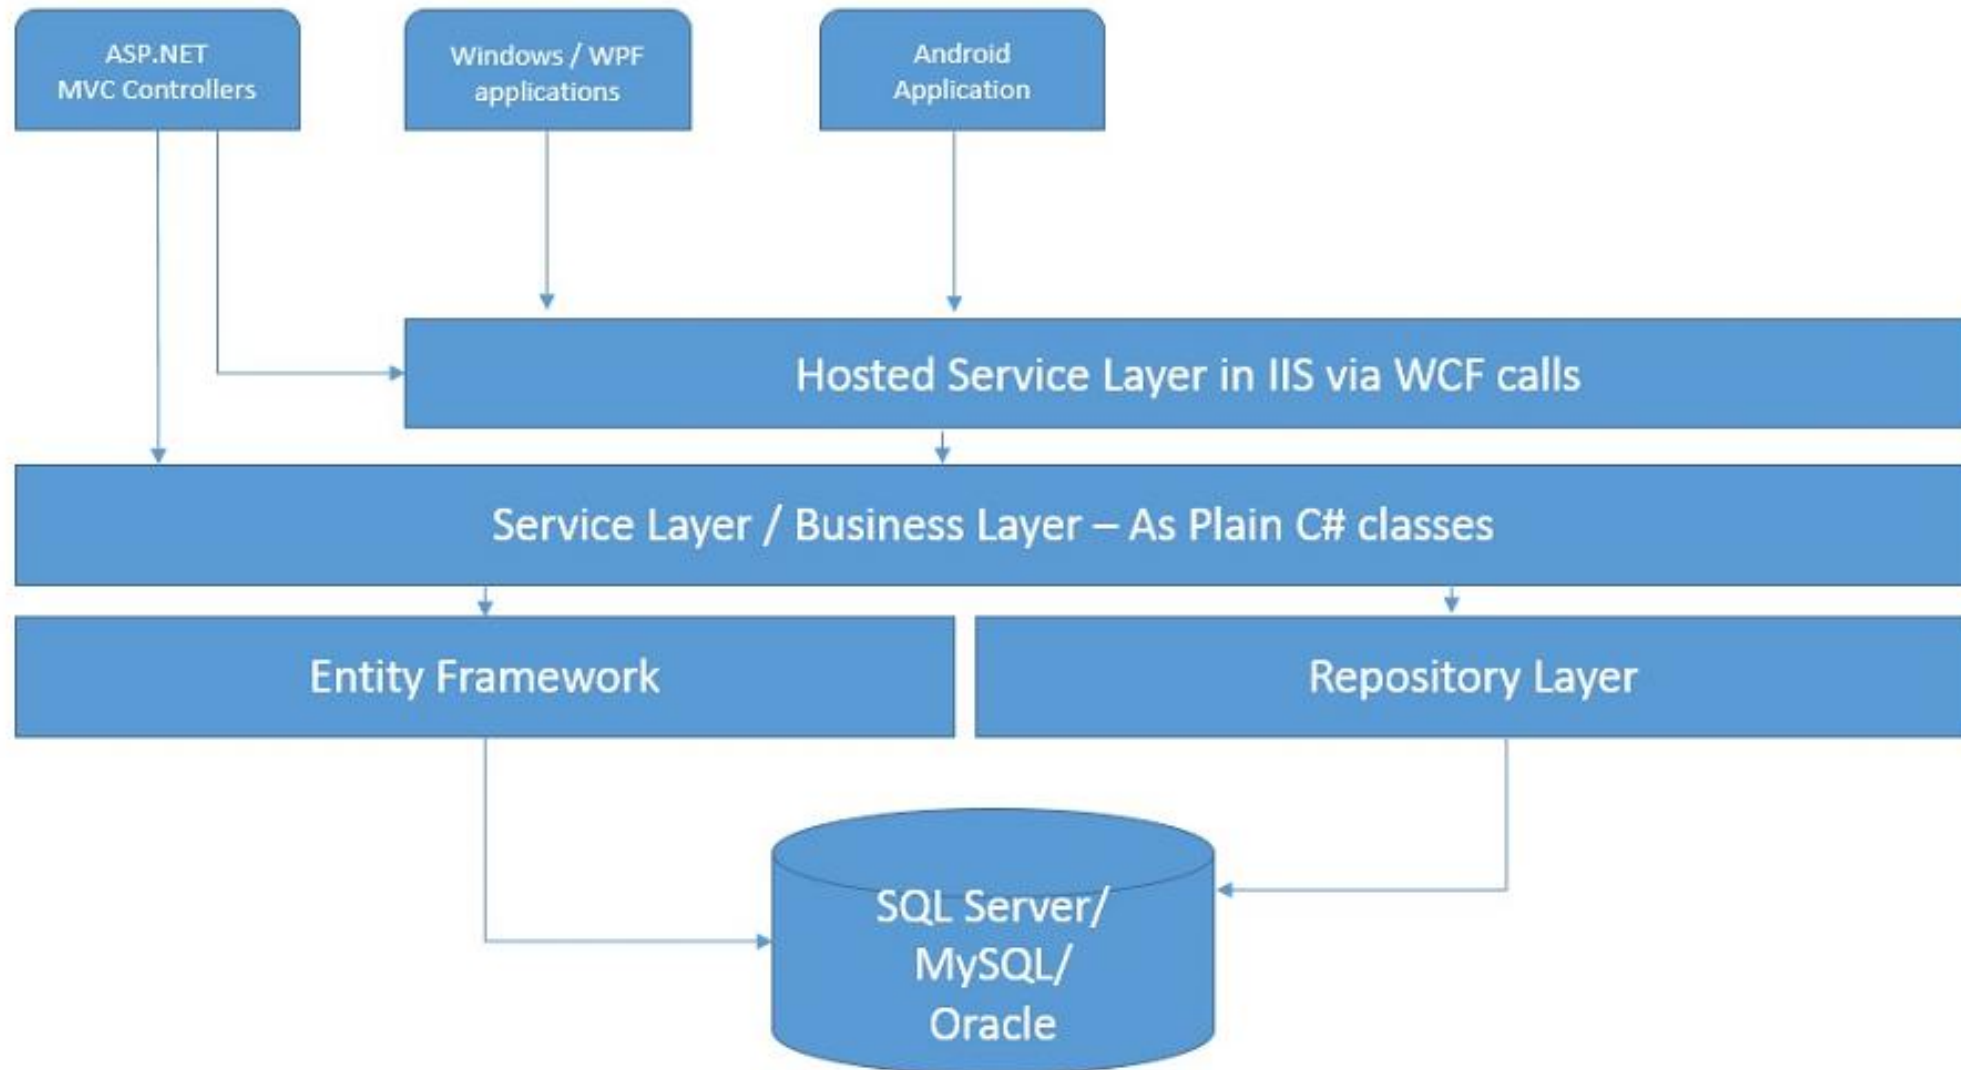 ASP.NET
MVC Controllers
Windows / WPF
applications
Android
Application
Hosted Service Layer in IIS via WCF calls
Service Layer / Business Layer – As Plain C# classes
Entity Framework
Repository Layer
SQL Server/
MySQL/
Oracle